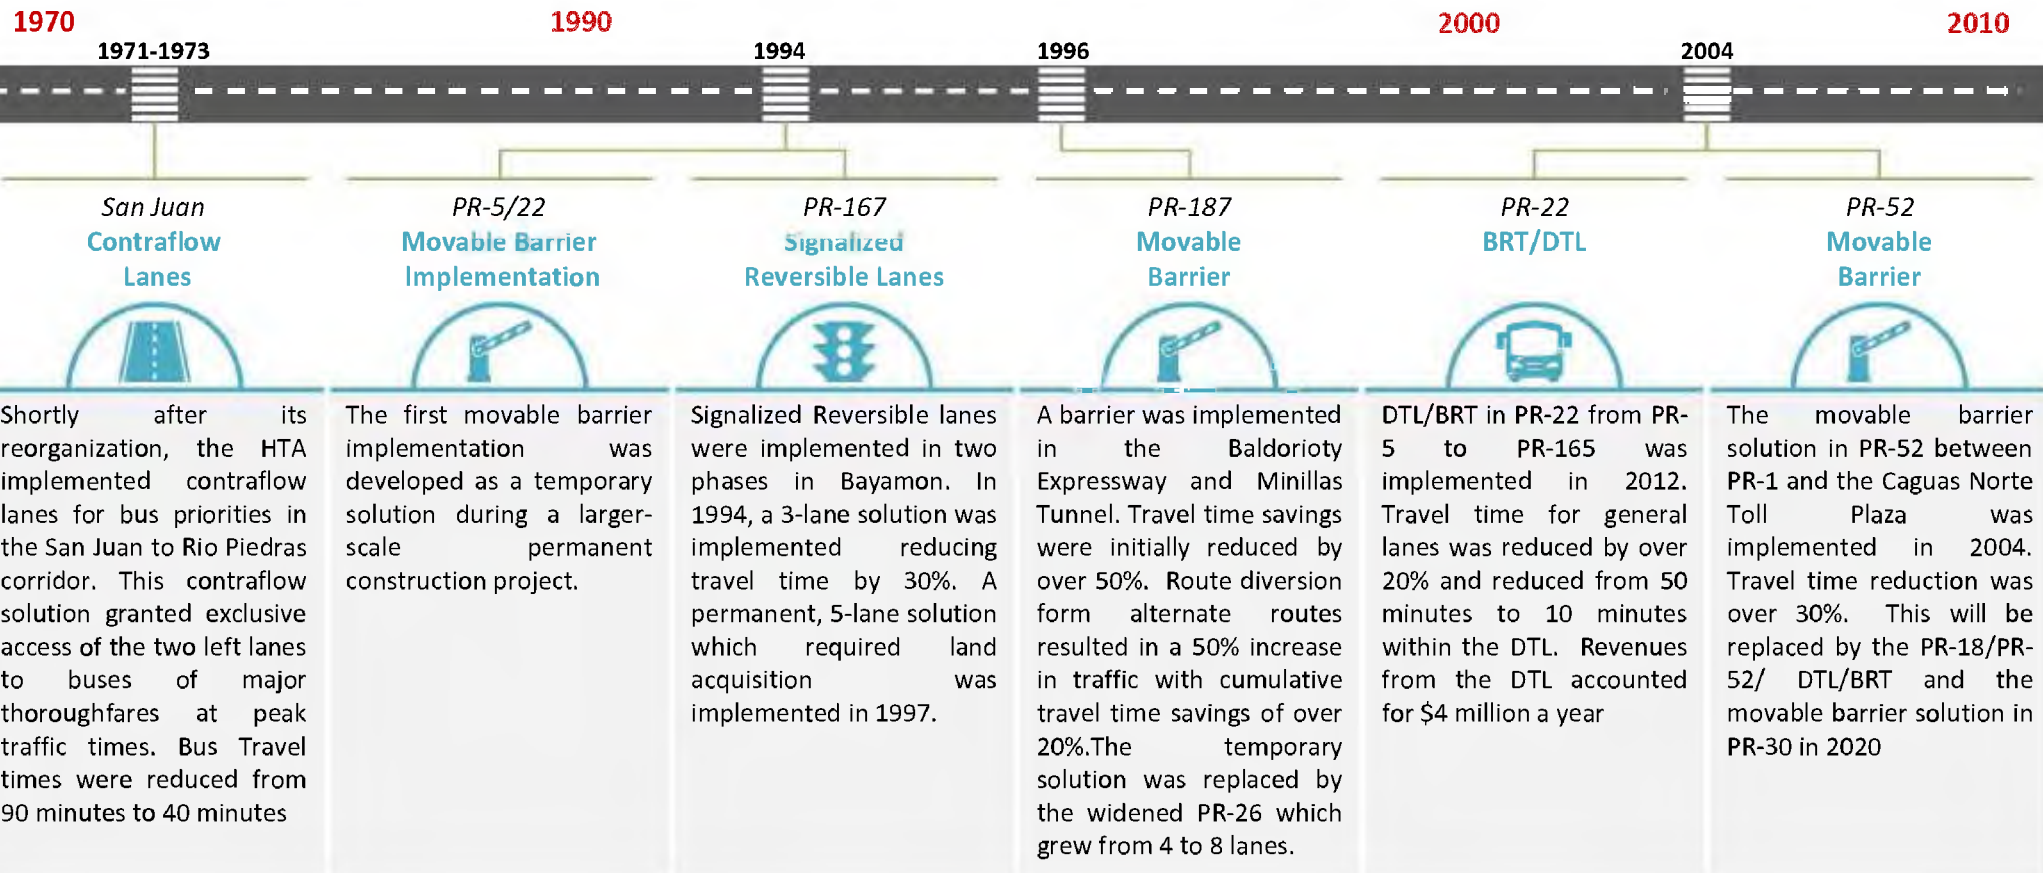 1970
1990
2000
2010
1971-1973
1994
1996
2004
San Juan
Contraflow
Lanes
Shortly after its
reorganization, the HTA
implemented contraflow
lanes for bus priorities in
the San Juan to Rio Piedras
corridor. This contraflow
solution granted exclusive
access of the two left lanes
to buses of major
thoroughfares at peak
traffic times. Bus Travel
times were reduced from
90 minutes to 40 minutes
PR-5/22
Movable Barrier
Implementation
The first movable barrier
implementation was
developed as a temporary
solution during a larger-
scale permanent
construction project.
PR-167
Signalized
Reversible Lanes
Signalized Reversible lanes
were implemented in two
phases in Bayamon. In
1994, a 3-lane solution was
implemented reducing
travel time by 30%. A
permanent, 5-lane solution
which required land
acquisition was
implemented in 1997.
PR-187
Movable
Barrier
A barrier was implemented
in the Baldorioty
Expressway and Minillas
Tunnel. Travel time savings
were initially reduced by
over 50%. Route diversion
form alternate routes
resulted in a 50% increase
in traffic with cumulative
travel time savings of over
20%.The temporary
solution was replaced by
the widened PR-26 which
grew from 4 to 8 lanes.
PR-22
BRT/DTL
DTL/BRT in PR-22 from PR-
5 to PR-165 was
implemented in 2012.
Travel time for general
lanes was reduced by over
20% and reduced from 50
minutes to 10 minutes
within the DTL. Revenues
from the DTL accounted
for $4 million a year
PR-52
Movable
Barrier
The movable barrier
solution in PR-52 between
PR-1 and the Caguas Norte
Toll Plaza was
implemented in 2004.
Travel time reduction was
over 30%. This will be
replaced by the PR-18/PR-
52/ DTL/BRT and the
movable barrier solution in
PR-30 in 2020